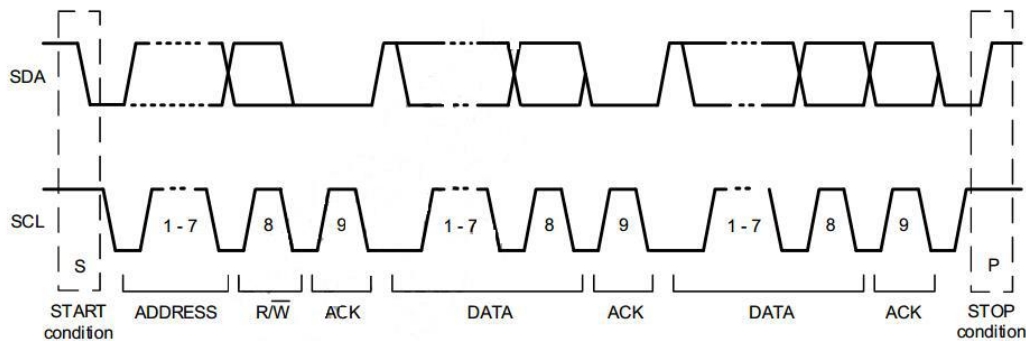 SDA
SCL
1 - 7
8
9
1 - 7
8
9
1 - 7
8
9
S
P
START
condition
ADDRESS
R/W̅
ACK
DATA
ACK
DATA
ACK
STOP
condition